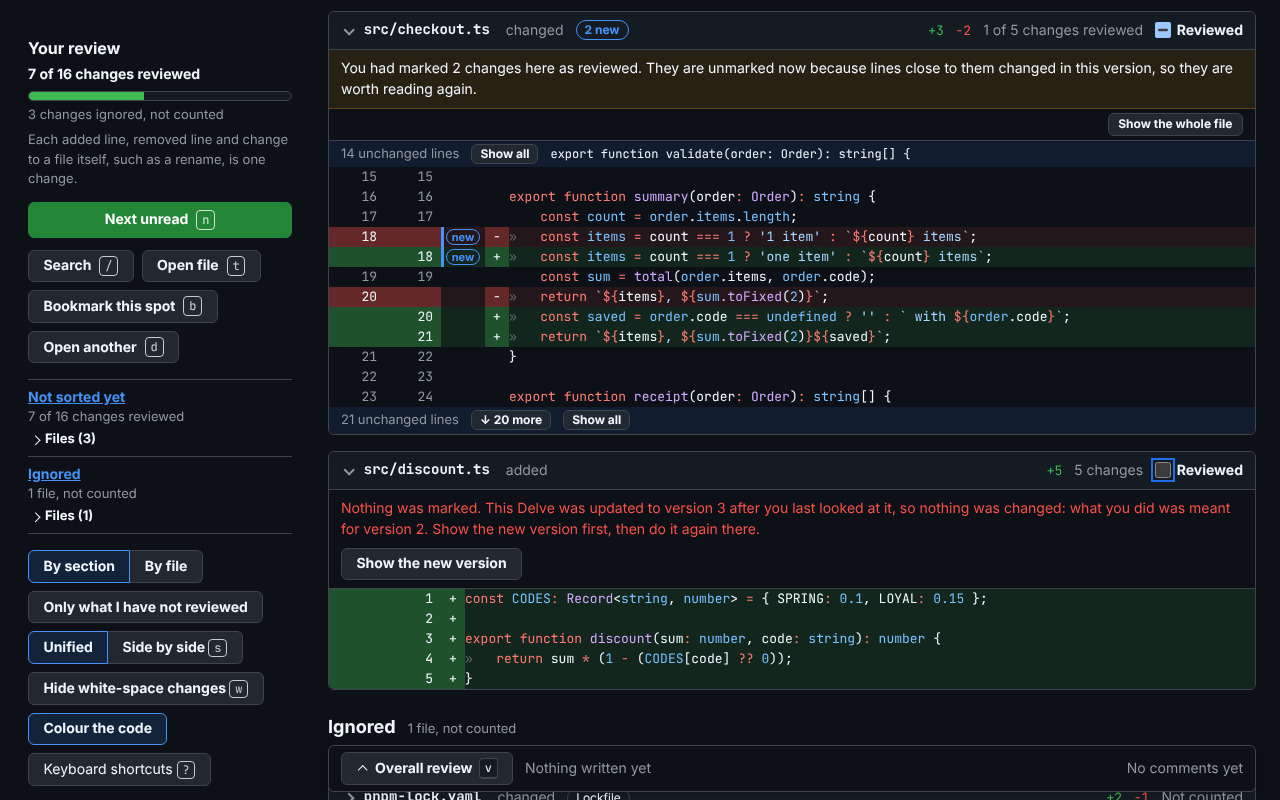 Your review
7 of 16 changes reviewed
3 changes ignored, not counted
Each added line, removed line and change
to a file itself, such as a rename, is one
change.
Next unread n
Search / Open file t
Bookmark this spot b
Open another d
Not sorted yet
7 of 16 changes reviewed
Files (3)
Ignored
1 file, not counted
Files (1)
By section By file
Only what I have not reviewed
Unified Side by side s
Hide white-space changes w
Colour the code
Keyboard shortcuts ?
src/checkout.ts changed 2 new +3 -2 1 of 5 changes reviewed Reviewed
You had marked 2 changes here as reviewed. They are unmarked now because lines close to them changed in this version, so they are
worth reading again.
Show the whole file
14 unchanged lines Show all export function validate(order: Order): string[] {
15 15
16 16 export function summary(order: Order): string {
17 17 const count = order.items.length;
18 new - » const items = count === 1 ? '1 item' : `${count} items`;
18 new + » const items = count === 1 ? 'one item' : `${count} items`;
19 19 const sum = total(order.items, order.code);
20 - » return `${items}, ${sum.toFixed(2)}`;
20 + » const saved = order.code === undefined ? '' : ` with ${order.code}`;
21 + » return `${items}, ${sum.toFixed(2)}${saved}`;
21 22 }
22 23
23 24 export function receipt(order: Order): string[] {
21 unchanged lines ↓ 20 more Show all
src/discount.ts added +5 5 changes Reviewed
Nothing was marked. This Delve was updated to version 3 after you last looked at it, so nothing was changed: what you did was meant
for version 2. Show the new version first, then do it again there.
Show the new version
1 + const CODES: Record<string, number> = { SPRING: 0.1, LOYAL: 0.15 };
2 +
3 + export function discount(sum: number, code: string): number {
4 + » return sum * (1 - (CODES[code] ?? 0));
5 + }
Ignored 1 file, not counted
Overall review v Nothing written yet No comments yet
pnpm-lock.yaml changed Lockfile +2 -1 Not counted